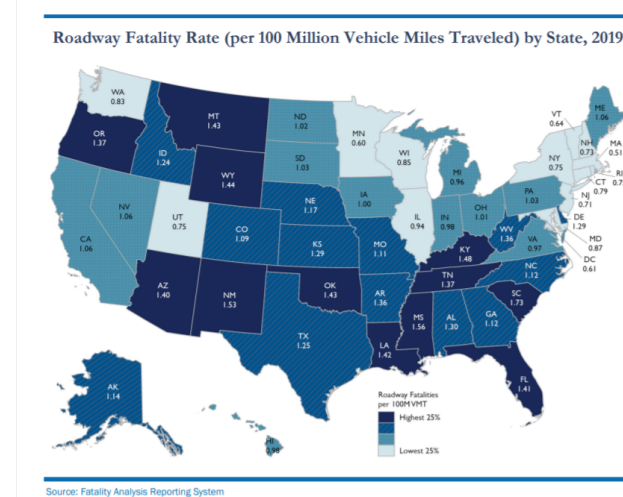 Roadway Fatality Rate (per 100 Million Vehicle Miles Traveled) by State, 2019
WA
0.83
OR
1.37
MT
1.43
ID
1.24
WY
1.44
ND
1.02
SD
1.03
MN
0.60
WI
0.85
MI
0.96
VT
0.64
ME
1.06
NH
0.73
MA
0.51
RI
CT
0.79
NY
0.75
NJ
0.71
PA
1.03
DE
1.29
MD
0.87
DC
0.61
NV
1.06
CA
1.06
UT
0.75
CO
1.09
NE
1.17
KS
1.29
IA
1.00
IL
0.94
IN
0.98
OH
1.01
WV
1.36
VA
0.97
KY
1.48
MO
1.11
NC
1.12
TN
1.37
SC
1.73
AZ
1.40
NM
1.53
OK
1.43
AR
1.36
TX
1.25
LA
1.42
MS
1.56
AL
1.30
GA
1.12
FL
1.41
AK
1.14
HI
0.98
Roadway Fatalities
per 100M VMT
Highest 25%
Lowest 25%
Source: Fatality Analysis Reporting System